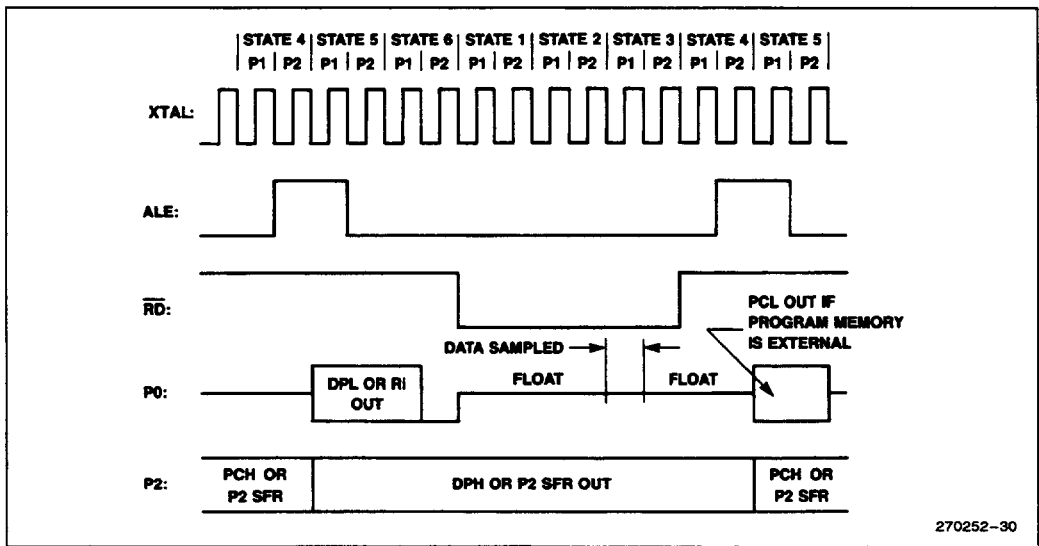 STATE 4 | STATE 5 | STATE 6 | STATE 1 | STATE 2 | STATE 3 | STATE 4 | STATE 5
P1 | P2 | P1 | P2 | P1 | P2 | P1 | P2 | P1 | P2 | P1 | P2 | P1 | P2 | P1 | P2
XTAL:
ALE:
RD:
PCL OUT IF
PROGRAM MEMORY
IS EXTERNAL
DATA SAMPLED
P0:
DPL OR RI
OUT
FLOAT
FLOAT
P2:
PCH OR
P2 SFR
DPH OR P2 SFR OUT
PCH OR
P2 SFR
270252-30